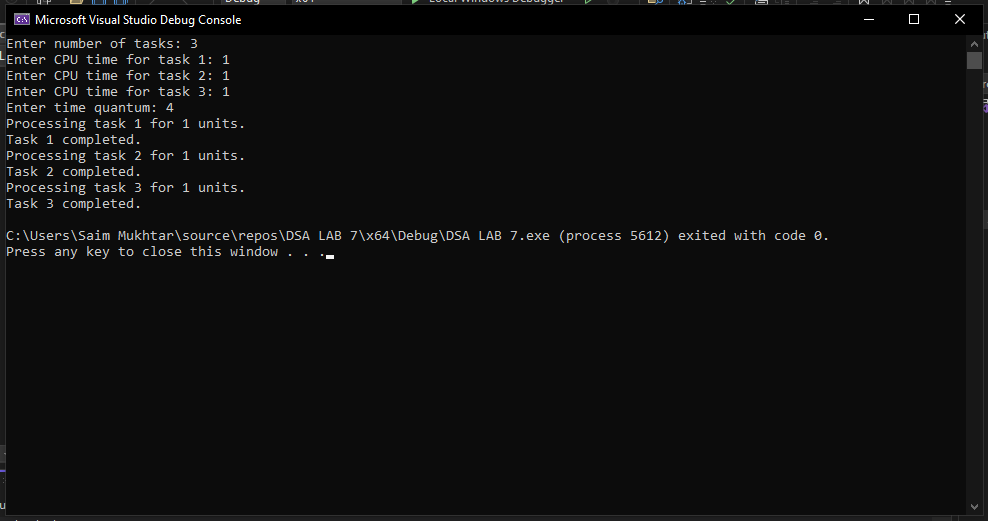 Debug
Local Windows Debugger
Microsoft Visual Studio Debug Console
Enter number of tasks: 3
Enter CPU time for task 1: 1
Enter CPU time for task 2: 1
Enter CPU time for task 3: 1
Enter time quantum: 4
Processing task 1 for 1 units.
Task 1 completed.
Processing task 2 for 1 units.
Task 2 completed.
Processing task 3 for 1 units.
Task 3 completed.
C:\Users\Saim Mukhtar\source\repos\DSA LAB 7\x64\Debug\DSA LAB 7.exe (process 5612) exited with code 0.
Press any key to close this window . . .